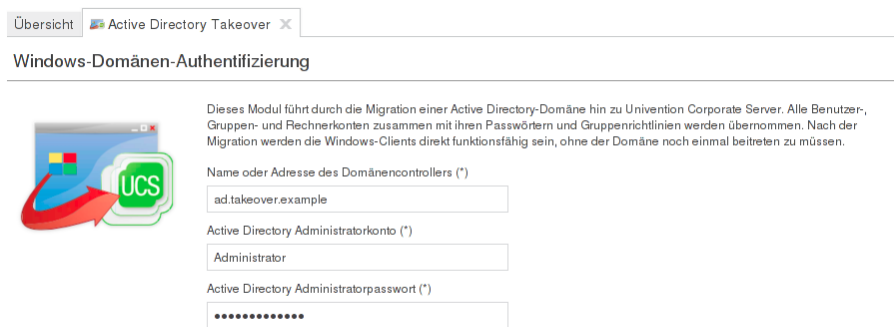 Übersicht
Active Directory Takeover
Windows-Domänen-Authentifizierung
Dieses Modul führt durch die Migration einer Active Directory-Domäne hin zu Univention Corporate Server. Alle Benutzer-,
Gruppen- und Rechnerkonten zusammen mit ihren Passwörtern und Gruppenrichtlinien werden übernommen. Nach der
Migration werden die Windows-Clients direkt funktionsfähig sein, ohne der Domäne noch einmal beitreten zu müssen.
UCS
Name oder Adresse des Domänencontrollers (*)
ad.takeover.example
Active Directory Administratorkonto (*)
Administrator
Active Directory Administratorpasswort (*)
•••••••••••••